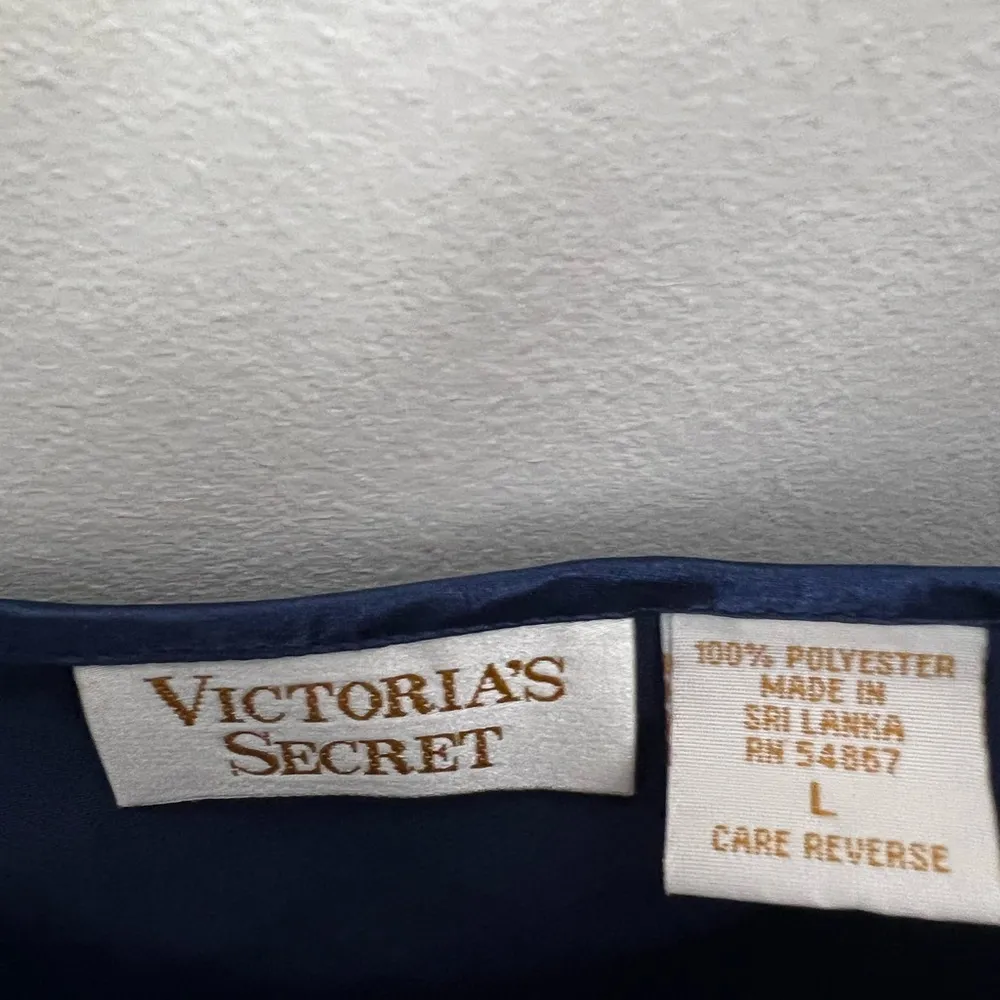 VICTORIA'S
SECRET
100% POLYESTER
MADE IN
SRI LANKA
RN 54867
L
CARE REVERSE